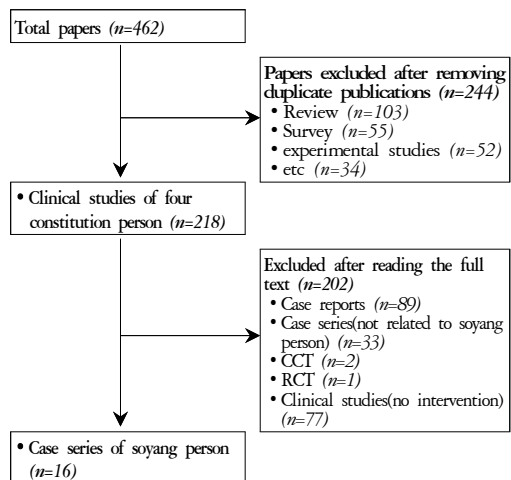 Total papers (n=462)
Papers excluded after removing
duplicate publications (n=244)
• Review (n=103)
• Survey (n=55)
• experimental studies (n=52)
• etc (n=34)
• Clinical studies of four
constitution person (n=218)
Excluded after reading the full
text (n=202)
• Case reports (n=89)
• Case series(not related to soyang
person) (n=33)
• CCT (n=2)
• RCT (n=1)
• Clinical studies(no intervention)
(n=77)
• Case series of soyang person
(n=16)